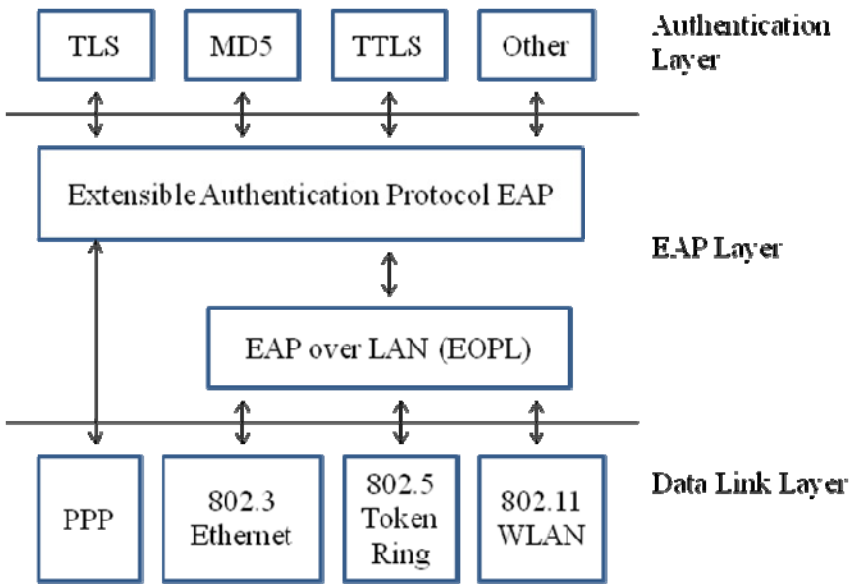 TLS
MD5
TTLS
Other
Authentication
Layer
Extensible Authentication Protocol EAP
EAP Layer
EAP over LAN (EOPL)
PPP
802.3
Ethernet
802.5
Token
Ring
802.11
WLAN
Data Link Layer